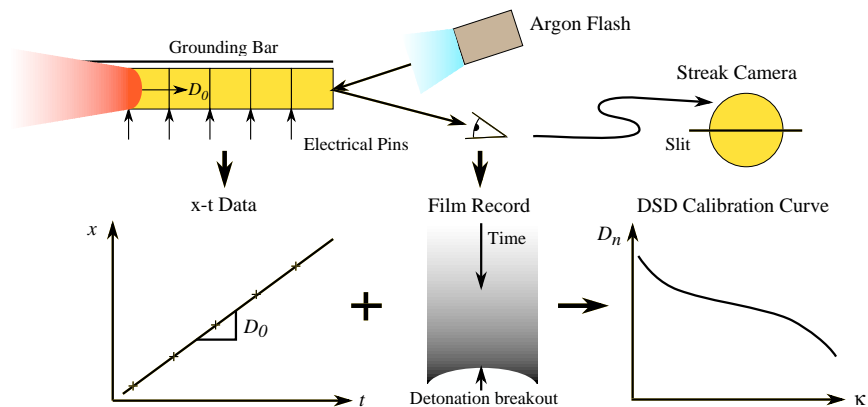 Argon Flash
Grounding Bar
Streak Camera
D0
Slit
Electrical Pins
x-t Data
Film Record
DSD Calibration Curve
x
Time
Dn
D0
t
Detonation breakout
κ